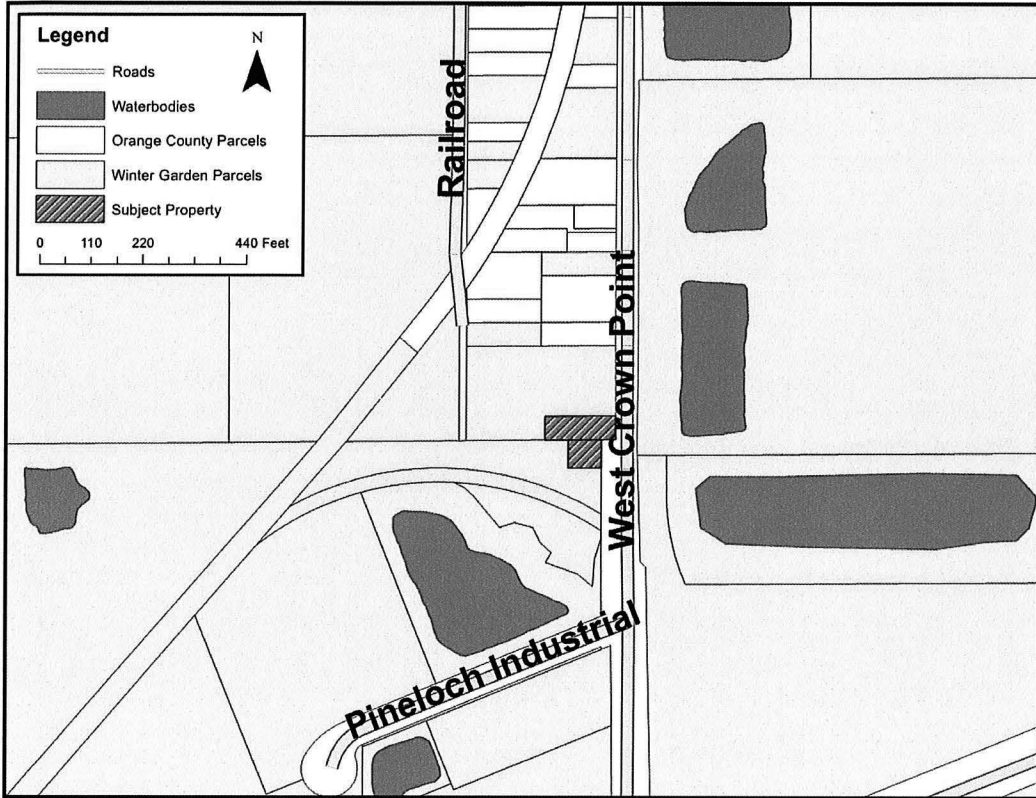 Legend
N
Roads
Waterbodies
Orange County Parcels
Winter Garden Parcels
Subject Property
0 110 220 440 Feet
Railroad
West Crown Point
Pineloch Industrial